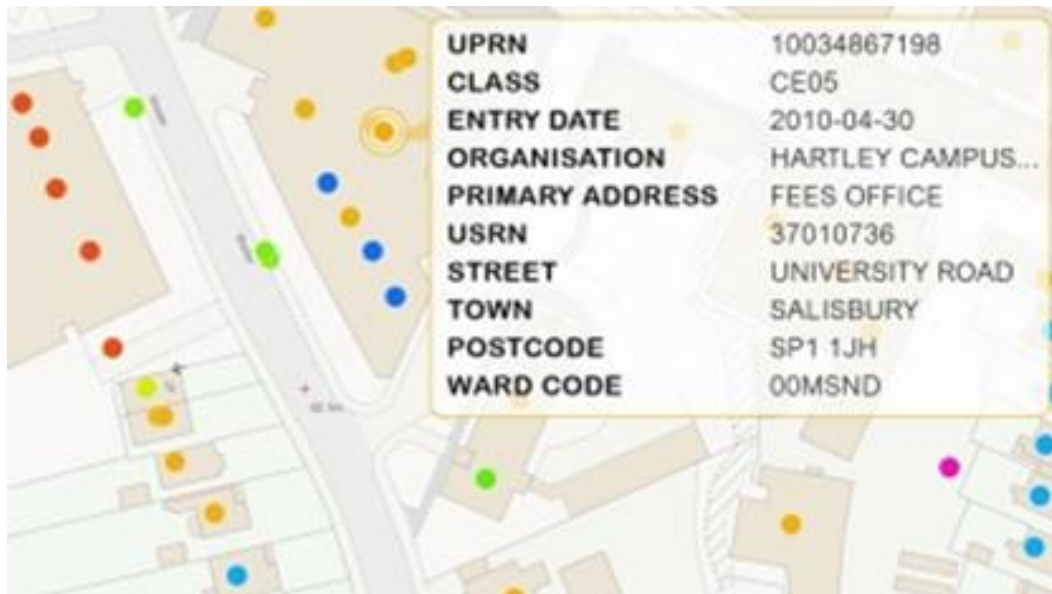 UPRN 10034867198
CLASS CE05
ENTRY DATE 2010-04-30
ORGANISATION HARTLEY CAMPUS...
PRIMARY ADDRESS FEES OFFICE
USRN 37010736
STREET UNIVERSITY ROAD
TOWN SALISBURY
POSTCODE SP1 1JH
WARD CODE 00MSND